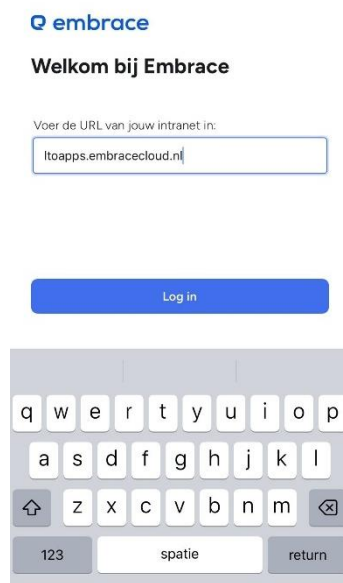 embrace
Welkom bij Embrace
Voer de URL van jouw intranet in:
ltoapps.embracecloud.nl
Log in
q w e r t y u i o p
a s d f g h j k l
z x c v b n m
123 spatie return